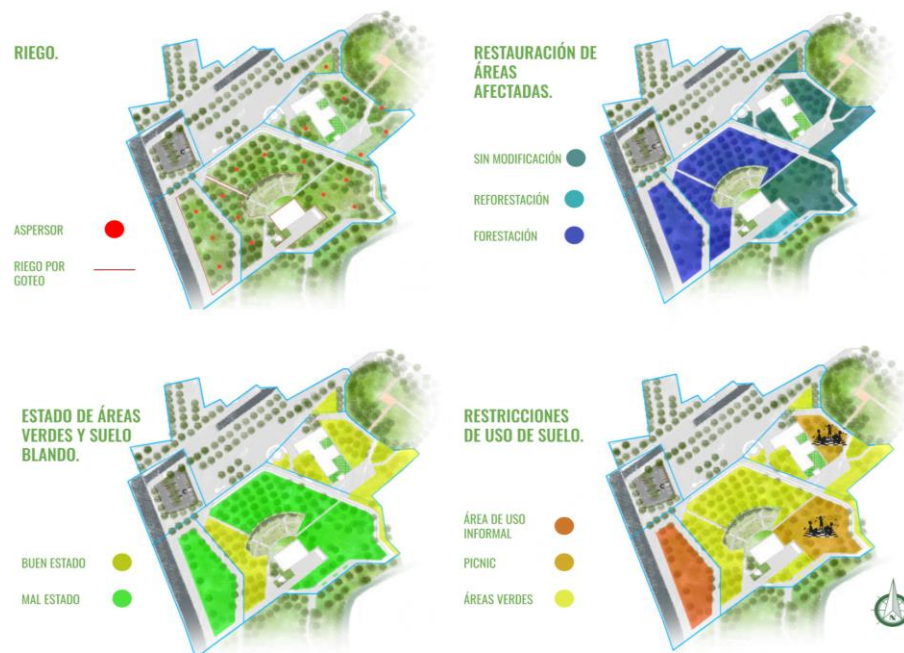 RIEGO.
ASPERSOR
RIEGO POR
GOTEO
RESTAURACIÓN DE
ÁREAS
AFECTADAS.
SIN MODIFICACIÓN
REFORESTACIÓN
FORESTACIÓN
ESTADO DE ÁREAS
VERDES Y SUELO
BLANDO.
BUEN ESTADO
MAL ESTADO
RESTRICCIONES
DE USO DE SUELO.
ÁREA DE USO
INFORMAL
PICNIC
ÁREAS VERDES